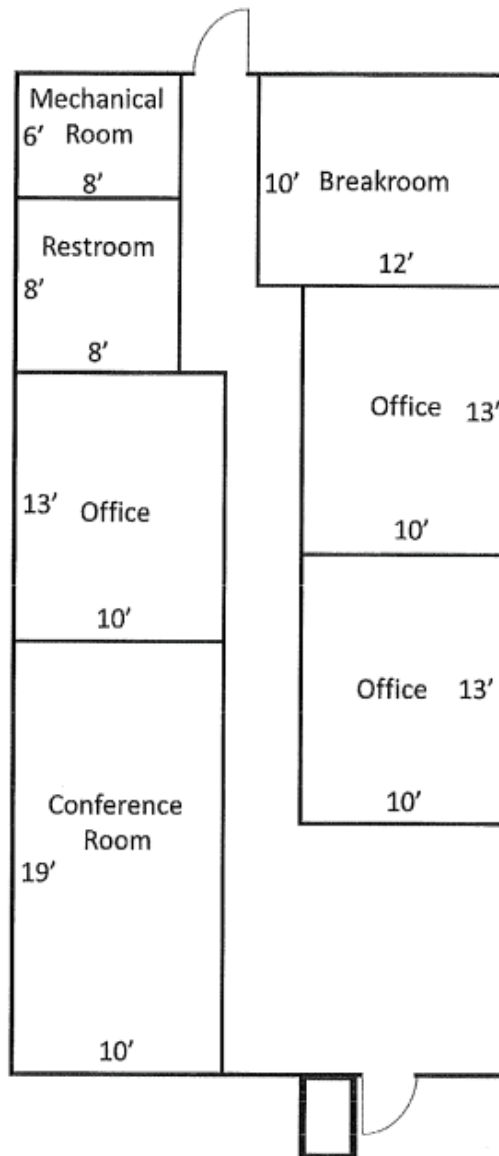 Mechanical
6’ Room
8’
10’ Breakroom
12’
Restroom
8’
8’
Office 13’
10’
13’ Office
10’
Office 13’
10’
Conference
Room
19’
10’